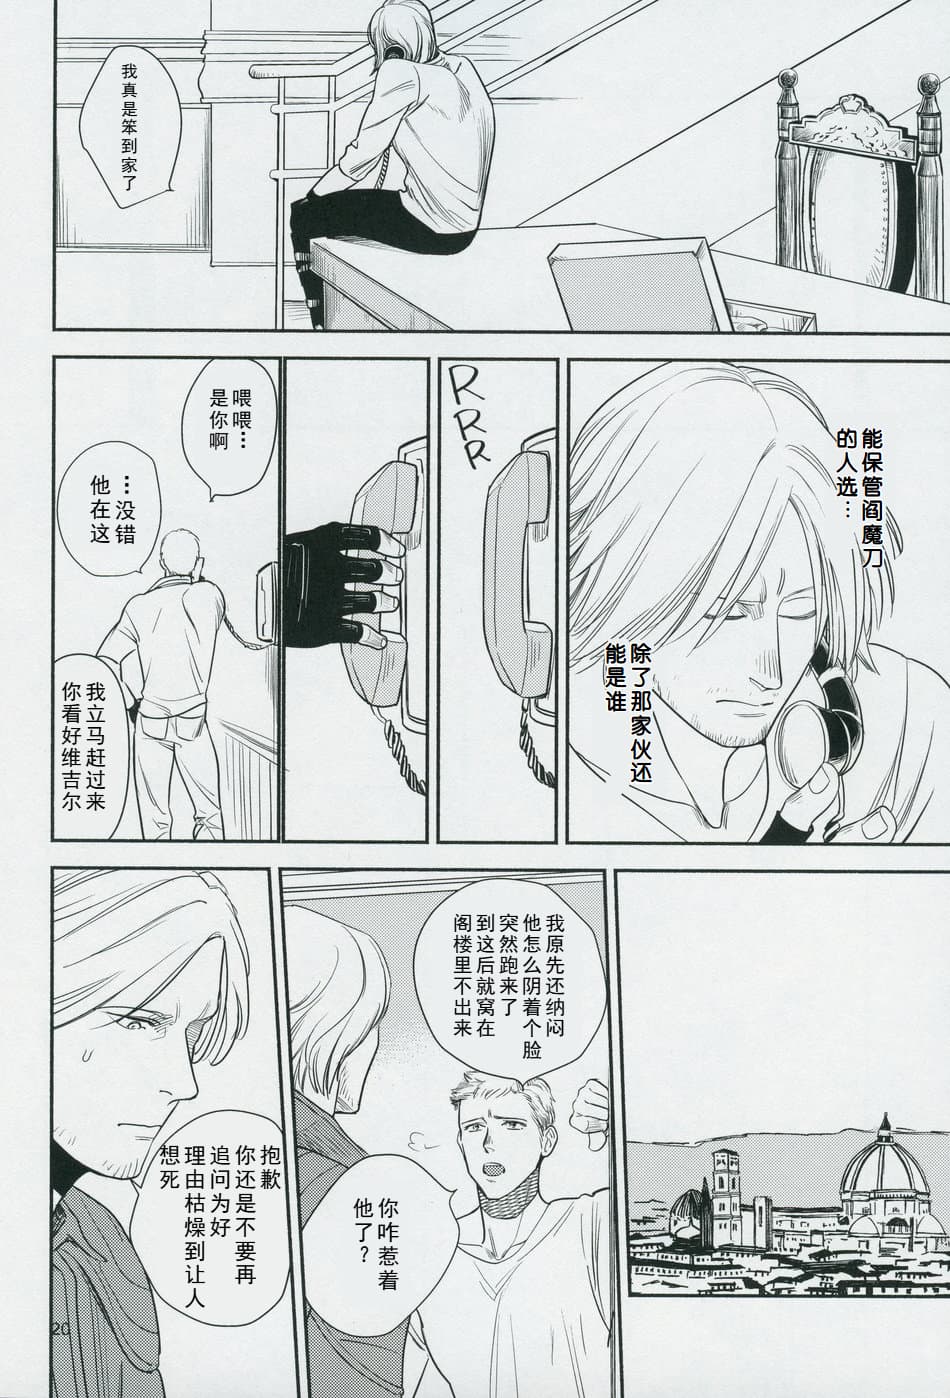 我真是笨到家了
能保管阎魔刀
的人选…
除了那家伙还
能是谁
RRR
喂喂…
是你啊
…没错
他在这
我立马赶过来
你看好维吉尔
我原先还纳闷
他怎么阴着个脸
突然跑来了
到这后就窝在
阁楼里不出来
你咋惹着
他了?
抱歉
你还是不要再
追问为好
理由枯燥到让人
想死
20